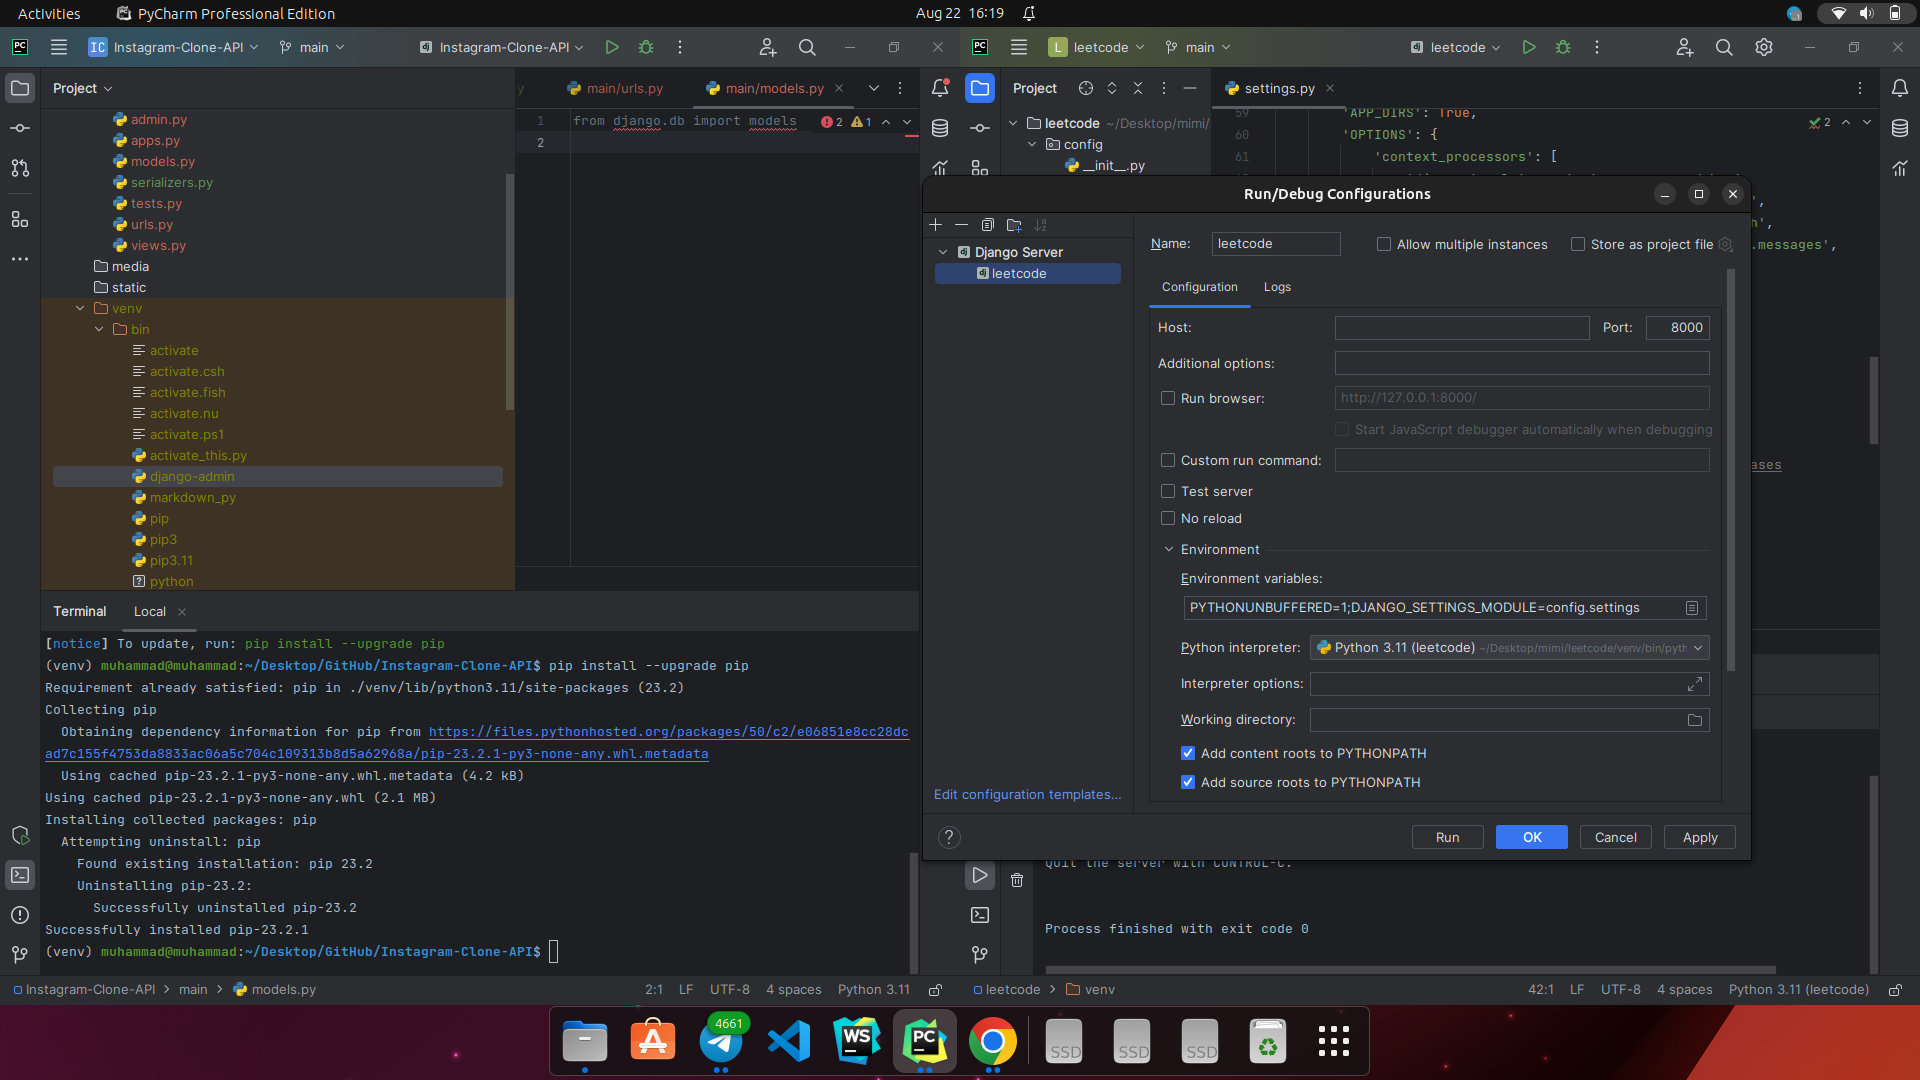 Activities
PyCharm Professional Edition
Aug 22 16:19
IC Instagram-Clone-API
main
Instagram-Clone-API
L leetcode
main
leetcode
Project
admin.py
apps.py
models.py
serializers.py
tests.py
urls.py
views.py
media
static
venv
bin
activate
activate.csh
activate.fish
activate.nu
activate.ps1
activate_this.py
django-admin
markdown_py
pip
pip3
pip3.11
python
main/urls.py
main/models.py
1 from django.db import models
2 1
2
Project
leetcode ~/Desktop/mimi/
config
__init__.py
settings.py
59 'APP_DIRS': True,
60 'OPTIONS': {
61 'context_processors': [
2
.messages',
ases
Run/Debug Configurations
Django Server
leetcode
Edit configuration templates...
Name: leetcode
Allow multiple instances
Store as project file
Configuration
Logs
Host:
Port: 8000
Additional options:
Run browser: http://127.0.0.1:8000/
Start JavaScript debugger automatically when debugging
Custom run command:
Test server
No reload
Environment
Environment variables:
PYTHONUNBUFFERED=1;DJANGO_SETTINGS_MODULE=config.settings
Python interpreter: Python 3.11 (leetcode) ~/Desktop/mimi/leetcode/venv/bin/pyth
Interpreter options:
Working directory:
Add content roots to PYTHONPATH
Add source roots to PYTHONPATH
?
Run
OK
Cancel
Apply
Terminal
Local
[notice] To update, run: pip install --upgrade pip
(venv) muhammad@muhammad:~/Desktop/GitHub/Instagram-Clone-API$ pip install --upgrade pip
Requirement already satisfied: pip in ./venv/lib/python3.11/site-packages (23.2)
Collecting pip
Obtaining dependency information for pip from https://files.pythonhosted.org/packages/50/c2/e06851e8cc28dc
ad7c155f4753da8833ac06a5c704c109313b8d5a62968a/pip-23.2.1-py3-none-any.whl.metadata
Using cached pip-23.2.1-py3-none-any.whl.metadata (4.2 kB)
Using cached pip-23.2.1-py3-none-any.whl (2.1 MB)
Installing collected packages: pip
Attempting uninstall: pip
Found existing installation: pip 23.2
Uninstalling pip-23.2:
Successfully uninstalled pip-23.2
Successfully installed pip-23.2.1
(venv) muhammad@muhammad:~/Desktop/GitHub/Instagram-Clone-API$
Quit the server with CONTROL-C.
Process finished with exit code 0
Instagram-Clone-API > main > models.py
2:1 LF UTF-8 4 spaces Python 3.11
leetcode > venv
42:1 LF UTF-8 4 spaces Python 3.11 (leetcode)
4661
WS
PC
SSD
SSD
SSD